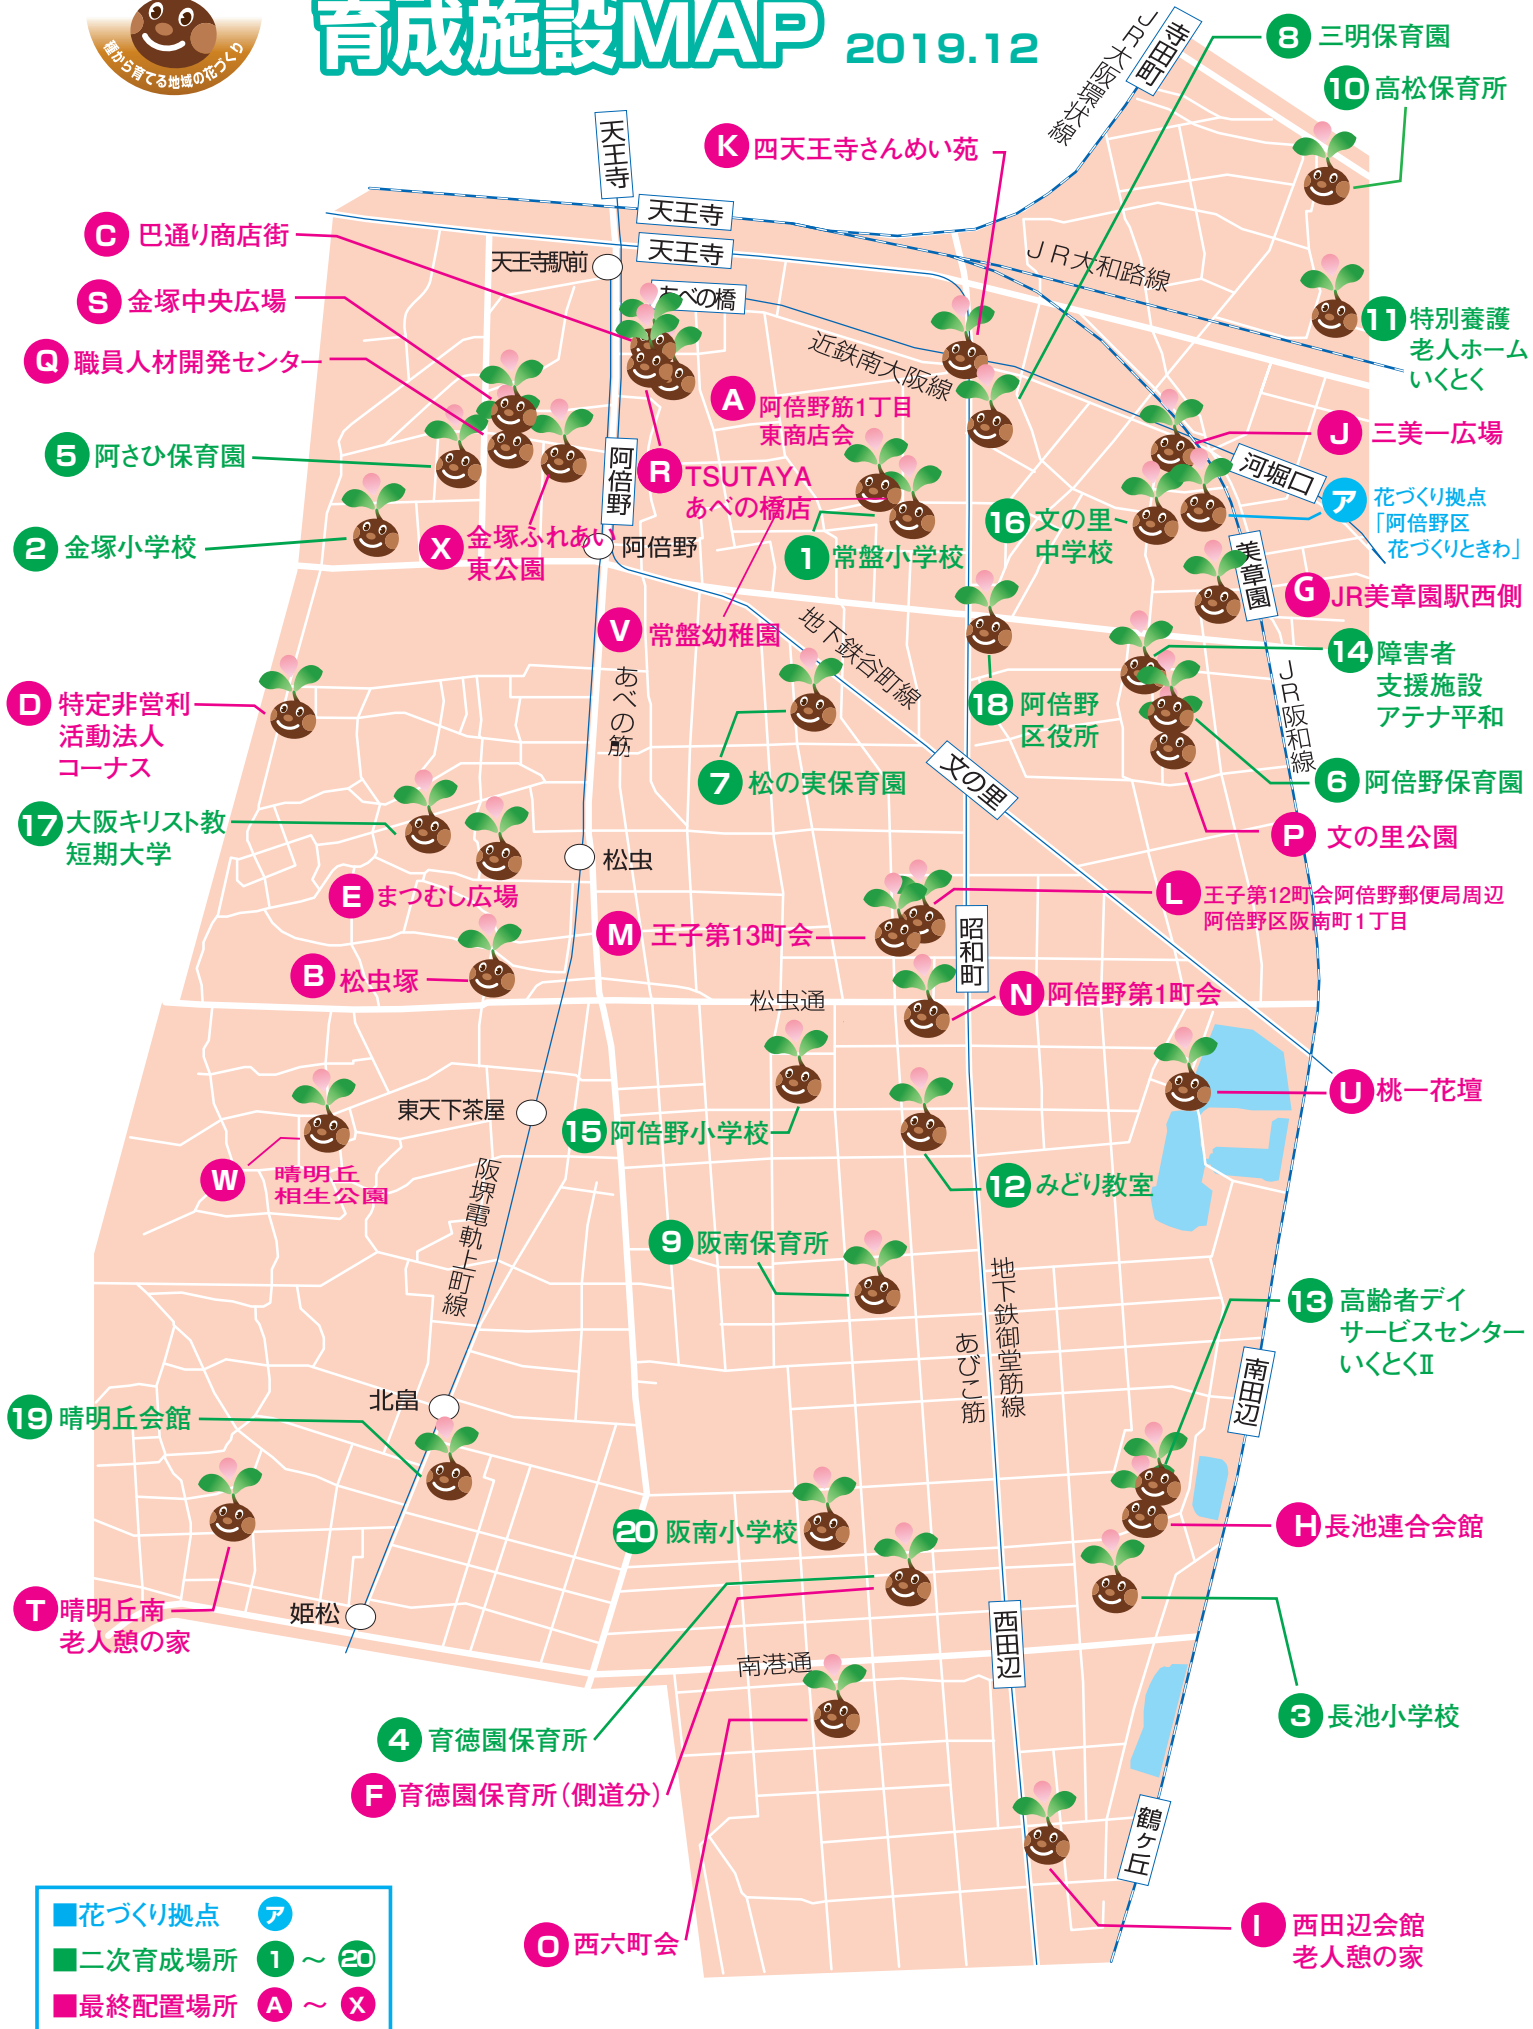 種から育てる地域の花づくり
育成施設MAP 2019.12
寺田町
JR大阪環状線
8 三明保育園
10 高松保育所
天王寺
K 四天王寺さんめい苑
天王寺
天王寺
C 巴通り商店街
天王寺駅前
あべの橋
JR大和路線
S 金塚中央広場
11 特別養護
老人ホーム
いくとく
Q 職員人材開発センター
近鉄南大阪線
A 阿倍野筋1丁目
東商店会
J 三美一広場
5 阿さひ保育園
阿倍野
R TSUTAYA
あべの橋店
河堀口
ア 花づくり拠点
「阿倍野区
花づくりときわ」
16 文の里
中学校
2 金塚小学校
X 金塚ふれあい
東公園
阿倍野
1 常盤小学校
美章園
G JR美章園駅西側
V 常盤幼稚園
地下鉄谷町線
14 障害者
支援施設
アテナ平和
D 特定非営利
活動法人
コーナス
あべの筋
18 阿倍野
区役所
JR阪和線
7 松の実保育園
文の里
6 阿倍野保育園
17 大阪キリスト教
短期大学
P 文の里公園
松虫
E まつむし広場
L 王子第12町会阿倍野郵便局周辺
阿倍野区阪南町1丁目
M 王子第13町会
昭和町
B 松虫塚
松虫通
N 阿倍野第1町会
U 桃一花壇
東天下茶屋
15 阿倍野小学校
W 晴明丘
相生公園
阪堺電軌上町線
12 みどり教室
9 阪南保育所
地下鉄御堂筋線
あびこ筋
13 高齢者デイ
サービスセンター
いくとくⅡ
南田辺
北畠
19 晴明丘会館
20 阪南小学校
H 長池連合会館
T 晴明丘南
老人憩の家
姫松
西田辺
南港通
3 長池小学校
4 育徳園保育所
F 育徳園保育所(側道分)
鶴ヶ丘
O 西六町会
I 西田辺会館
老人憩の家
■花づくり拠点 ア
■二次育成場所 1 ～ 20
■最終配置場所 A ～ X